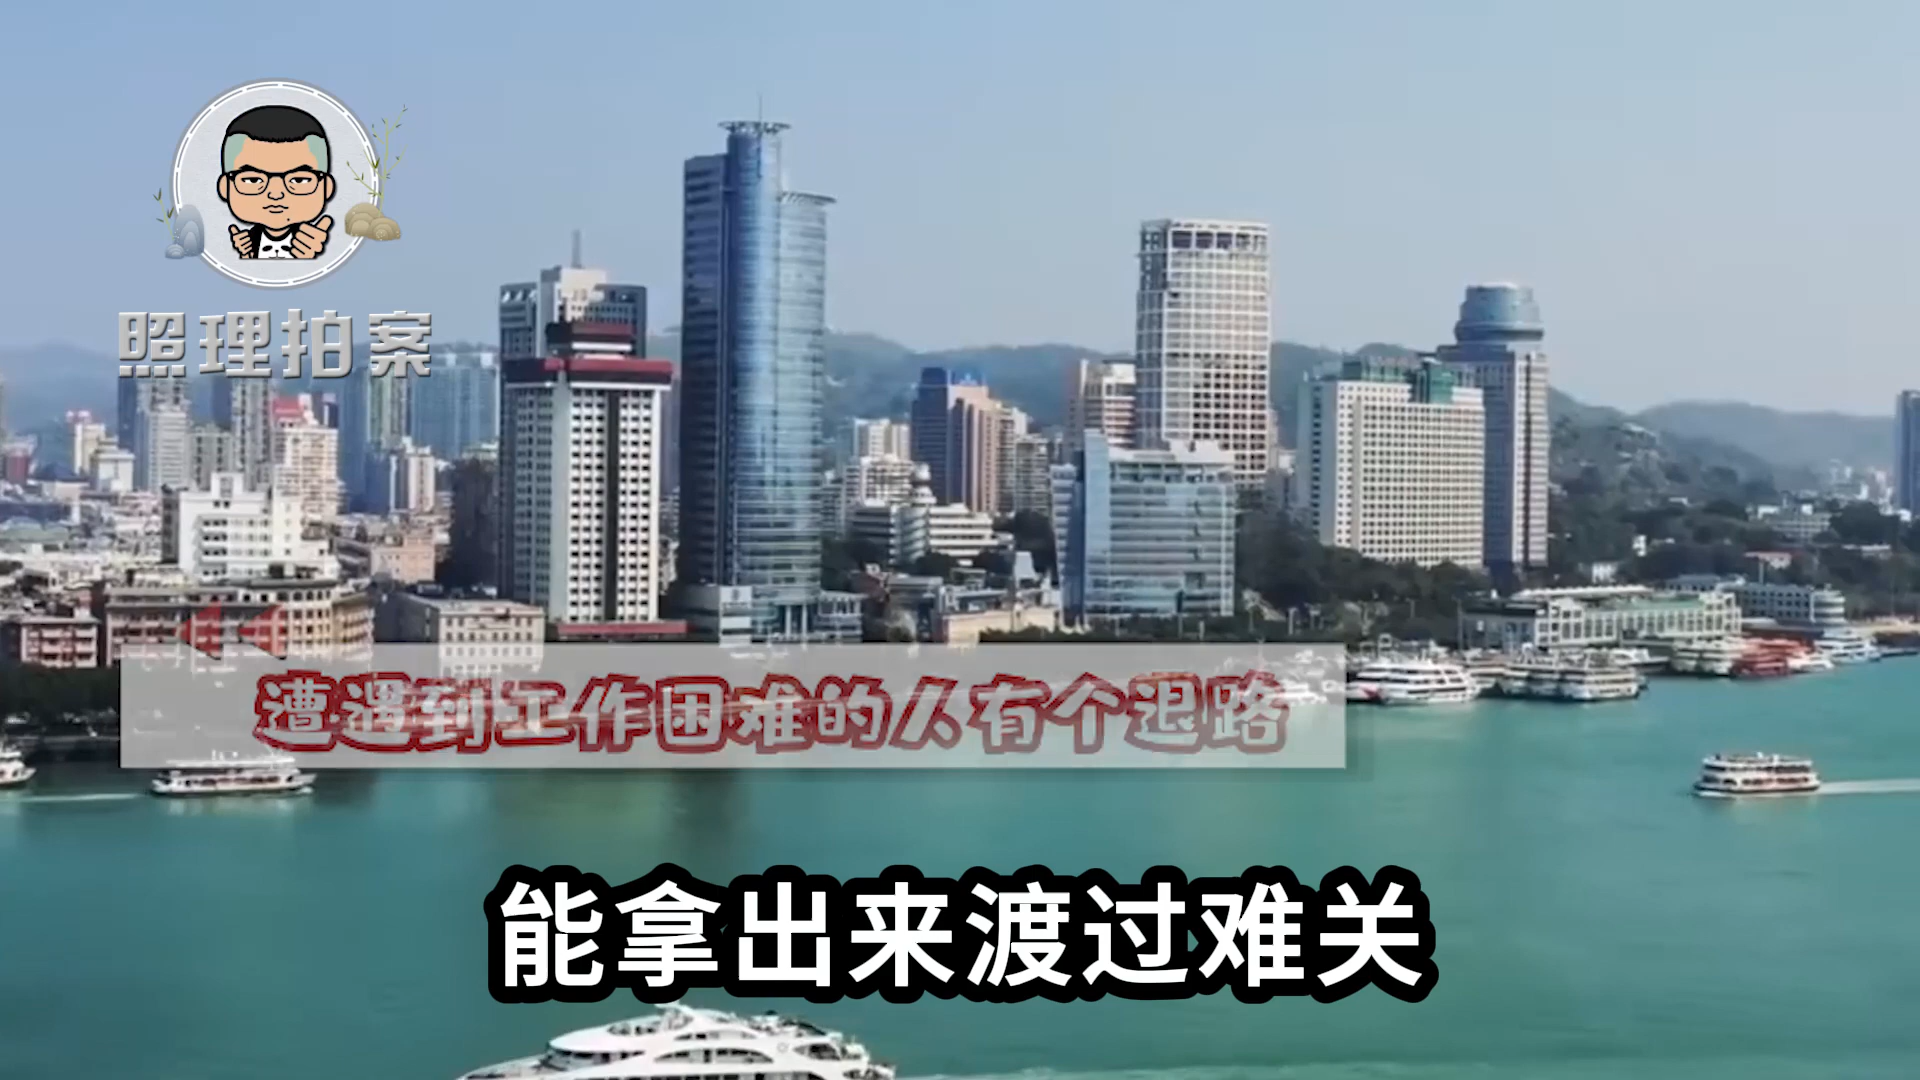 照理拍案
遭遇到工作困难的人有个退路
能拿出来渡过难关